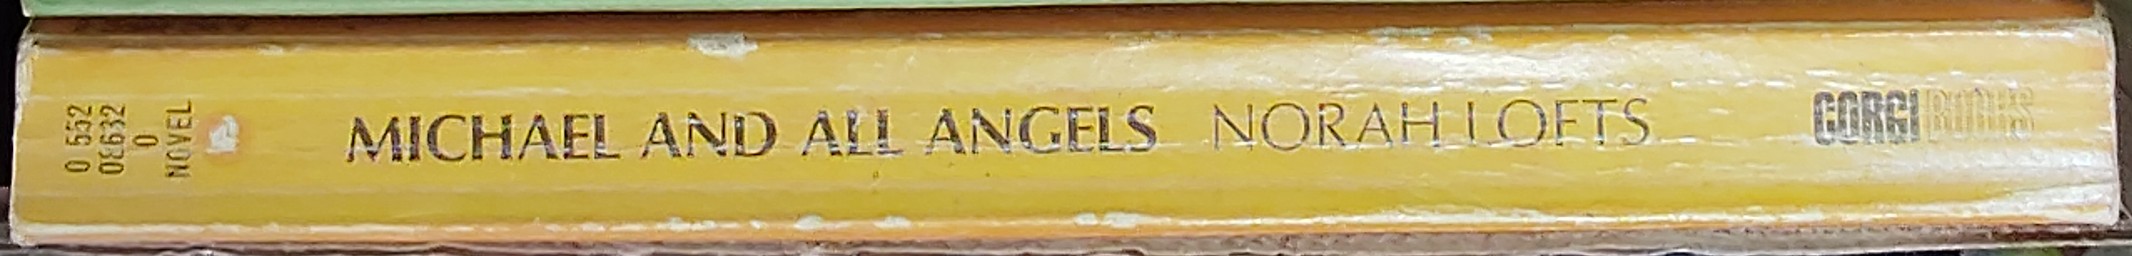 0 552
08632
0
NOVEL
MICHAEL AND ALL ANGELS NORAH LOFTS
CORGI BOOKS